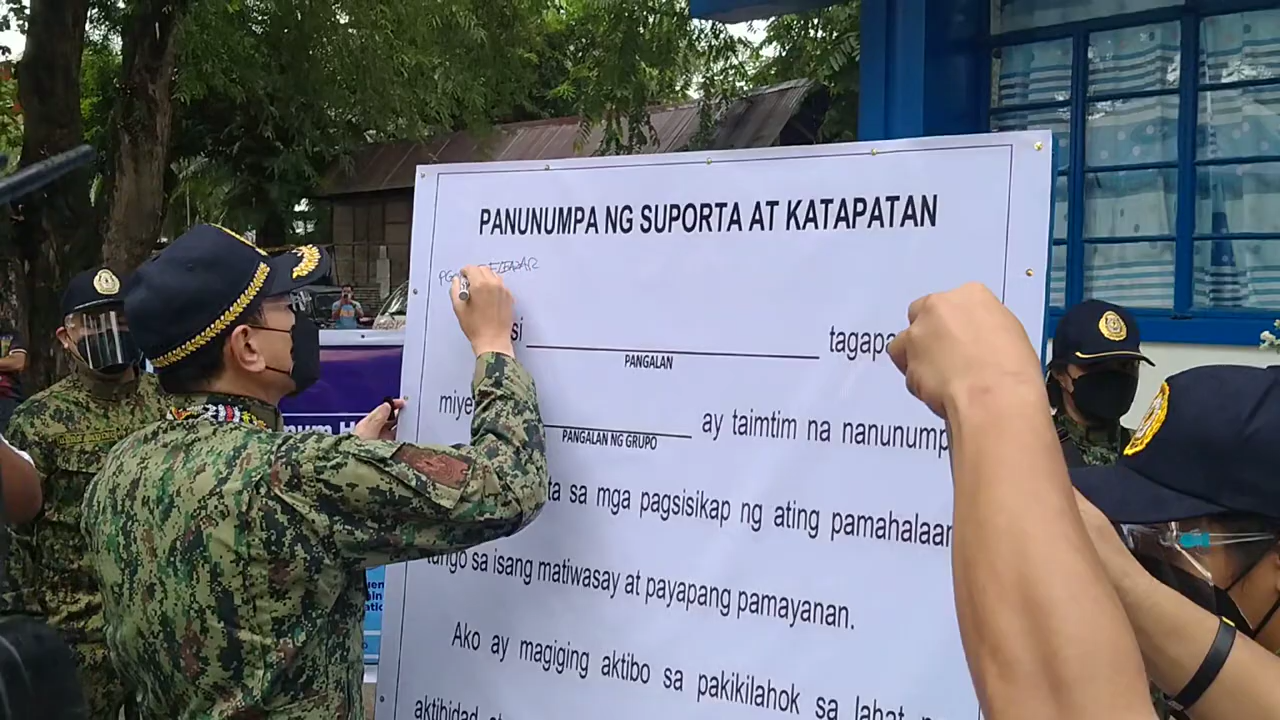 PANUNUMPA NG SUPORTA AT KATAPATAN
si tagapa
PANGALAN
miye ay taimtim na nanunump
PANGALAN NG GRUPO
ta sa mga pagsisikap ng ating pamahalaan
tungo sa isang matiwasay at payapang pamayanan.
Ako ay magiging aktibo sa pakikilahok sa lahat
aktibidad